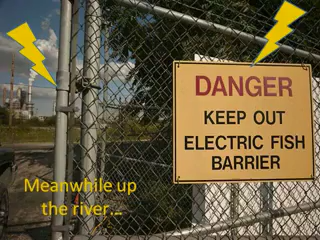 DANGER
KEEP OUT
ELECTRIC FISH
BARRIER
Meanwhile up
the river...